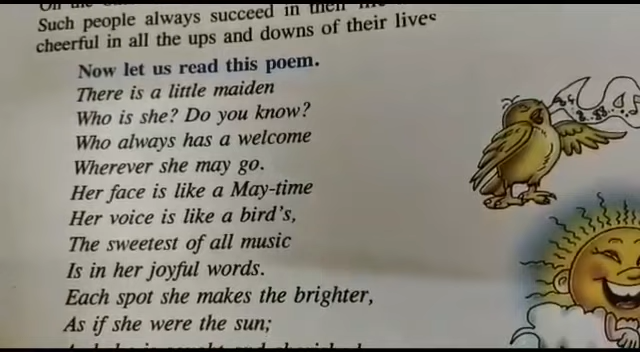 Such people always succeed in their
cheerful in all the ups and downs of their lives
Now let us read this poem.
There is a little maiden
Who is she? Do you know?
Who always has a welcome
Wherever she may go.
Her face is like a May-time
Her voice is like a bird's,
The sweetest of all music
Is in her joyful words.
Each spot she makes the brighter,
As if she were the sun;